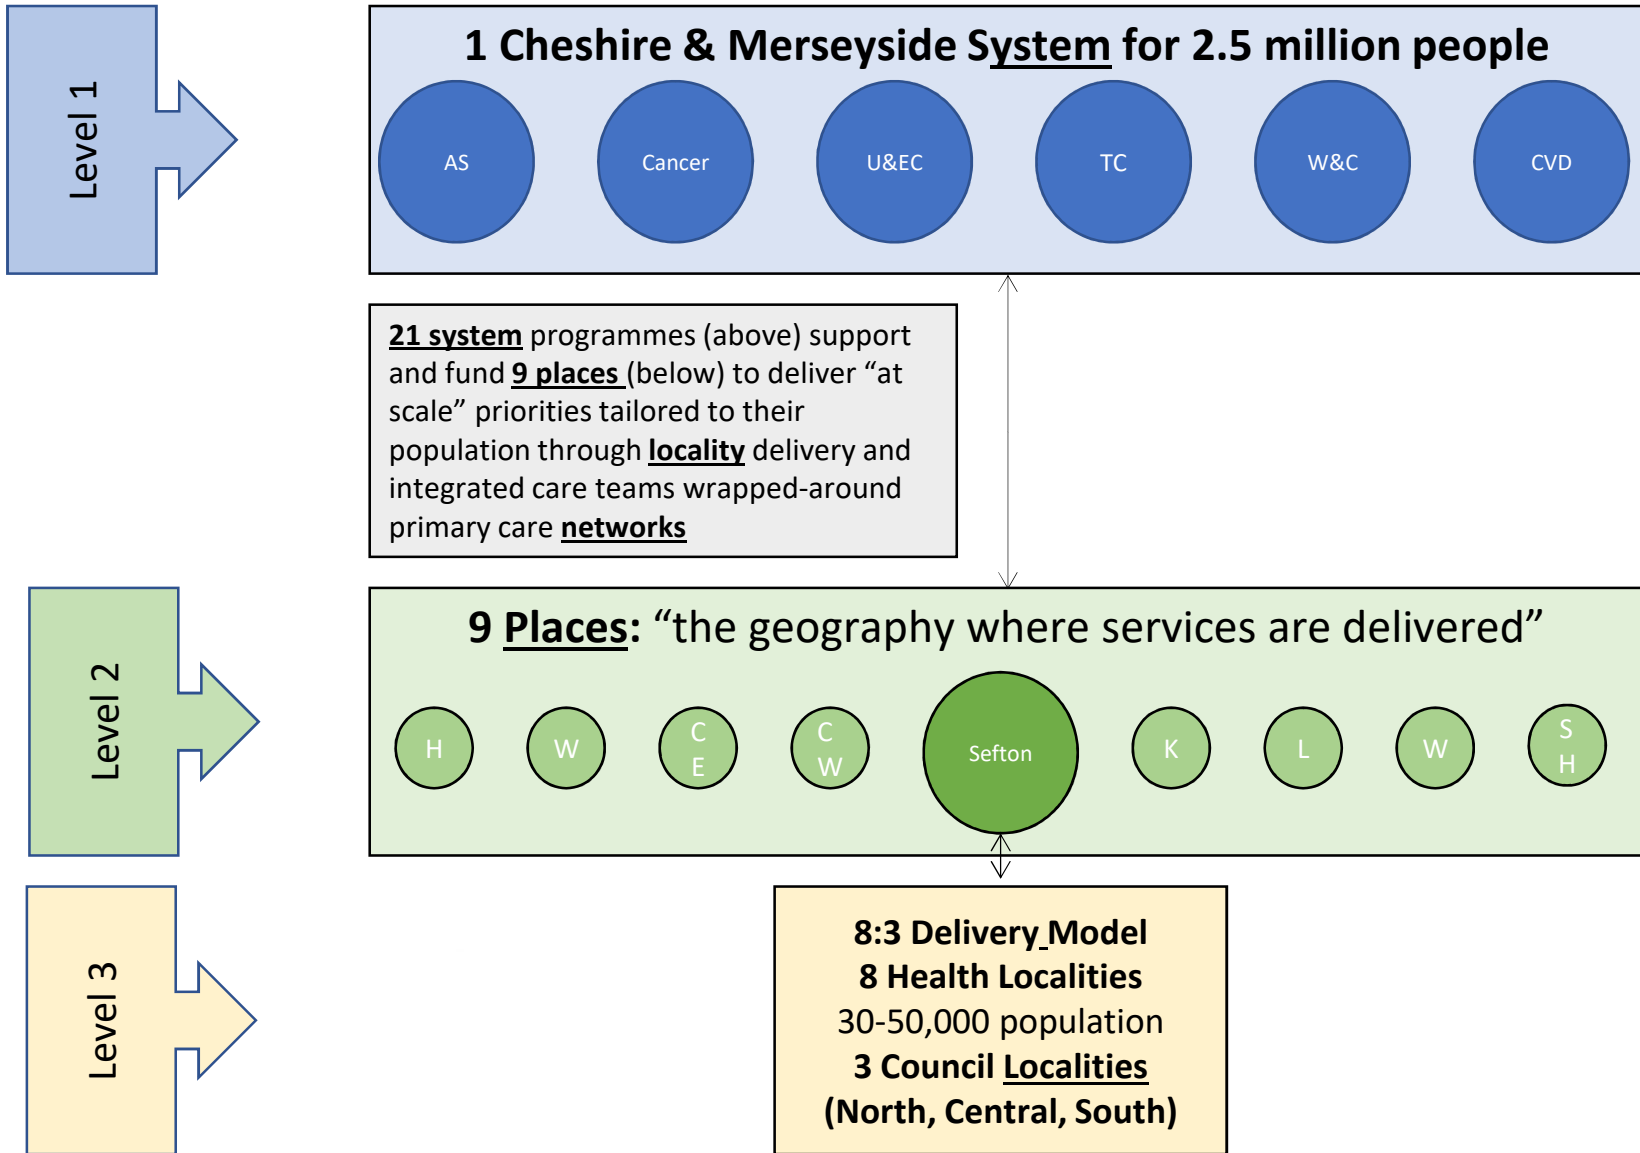 Level 1
1 Cheshire & Merseyside System for 2.5 million people
AS
Cancer
U&EC
TC
W&C
CVD
21 system programmes (above) support
and fund 9 places (below) to deliver “at
scale” priorities tailored to their
population through locality delivery and
integrated care teams wrapped-around
primary care networks
Level 2
9 Places: “the geography where services are delivered”
H
W
C
E
C
W
Sefton
K
L
W
S
H
Level 3
8:3 Delivery Model
8 Health Localities
30-50,000 population
3 Council Localities
(North, Central, South)